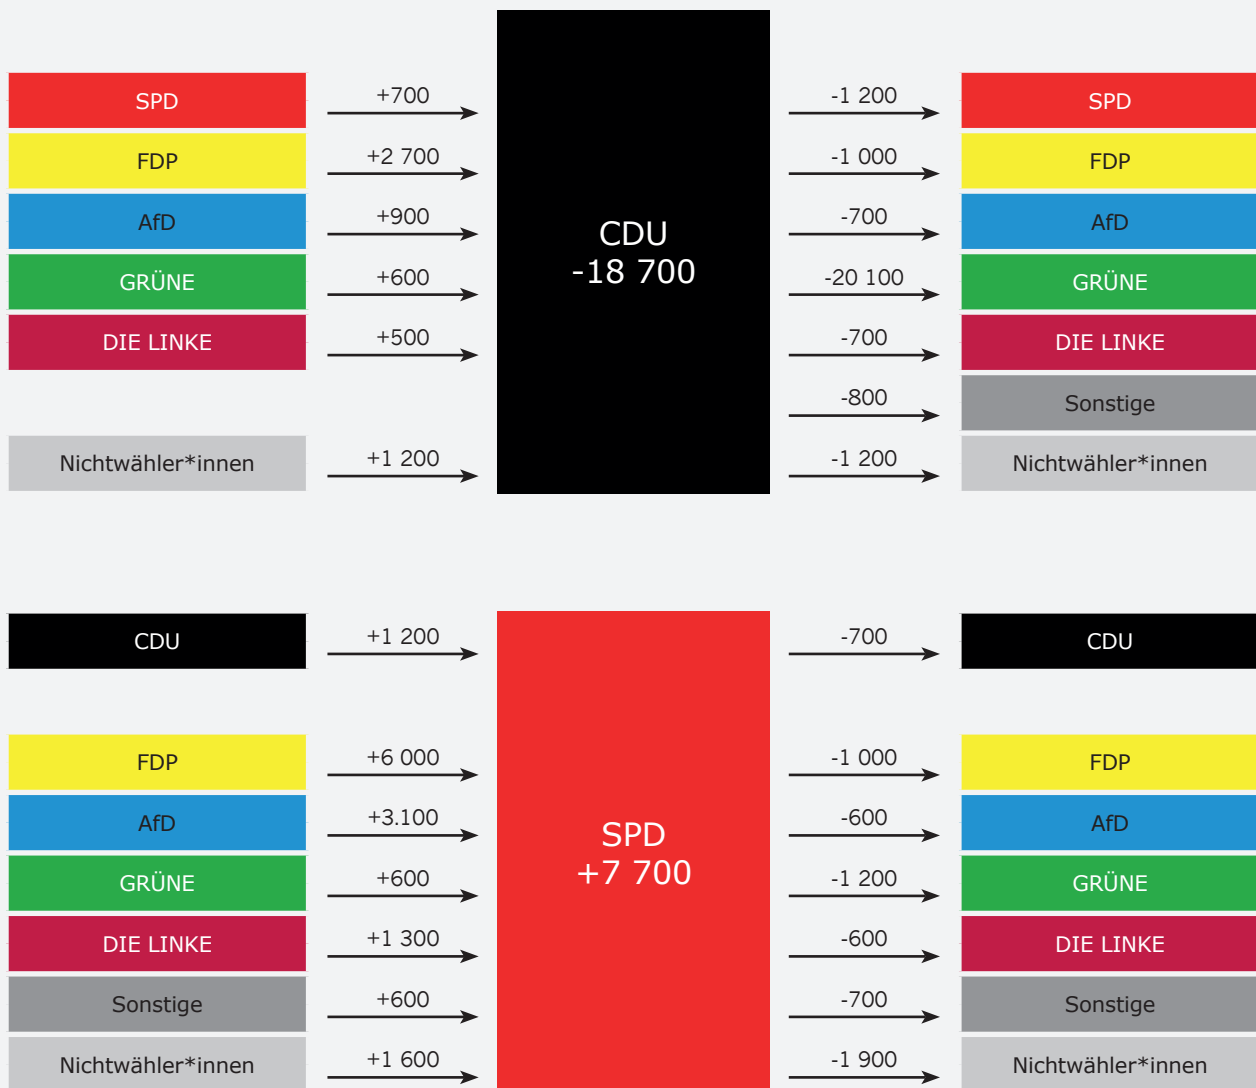 SPD +700 -1 200 SPD
FDP +2 700 -1 000 FDP
AfD +900 -700 AfD
CDU
-18 700
GRÜNE +600 -20 100 GRÜNE
DIE LINKE +500 -700 DIE LINKE
-800 Sonstige
Nichtwähler*innen +1 200 -1 200 Nichtwähler*innen
CDU +1 200 -700 CDU
FDP +6 000 -1 000 FDP
AfD +3.100 -600 AfD
SPD
+7 700
GRÜNE +600 -1 200 GRÜNE
DIE LINKE +1 300 -600 DIE LINKE
Sonstige +600 -700 Sonstige
Nichtwähler*innen +1 600 -1 900 Nichtwähler*innen